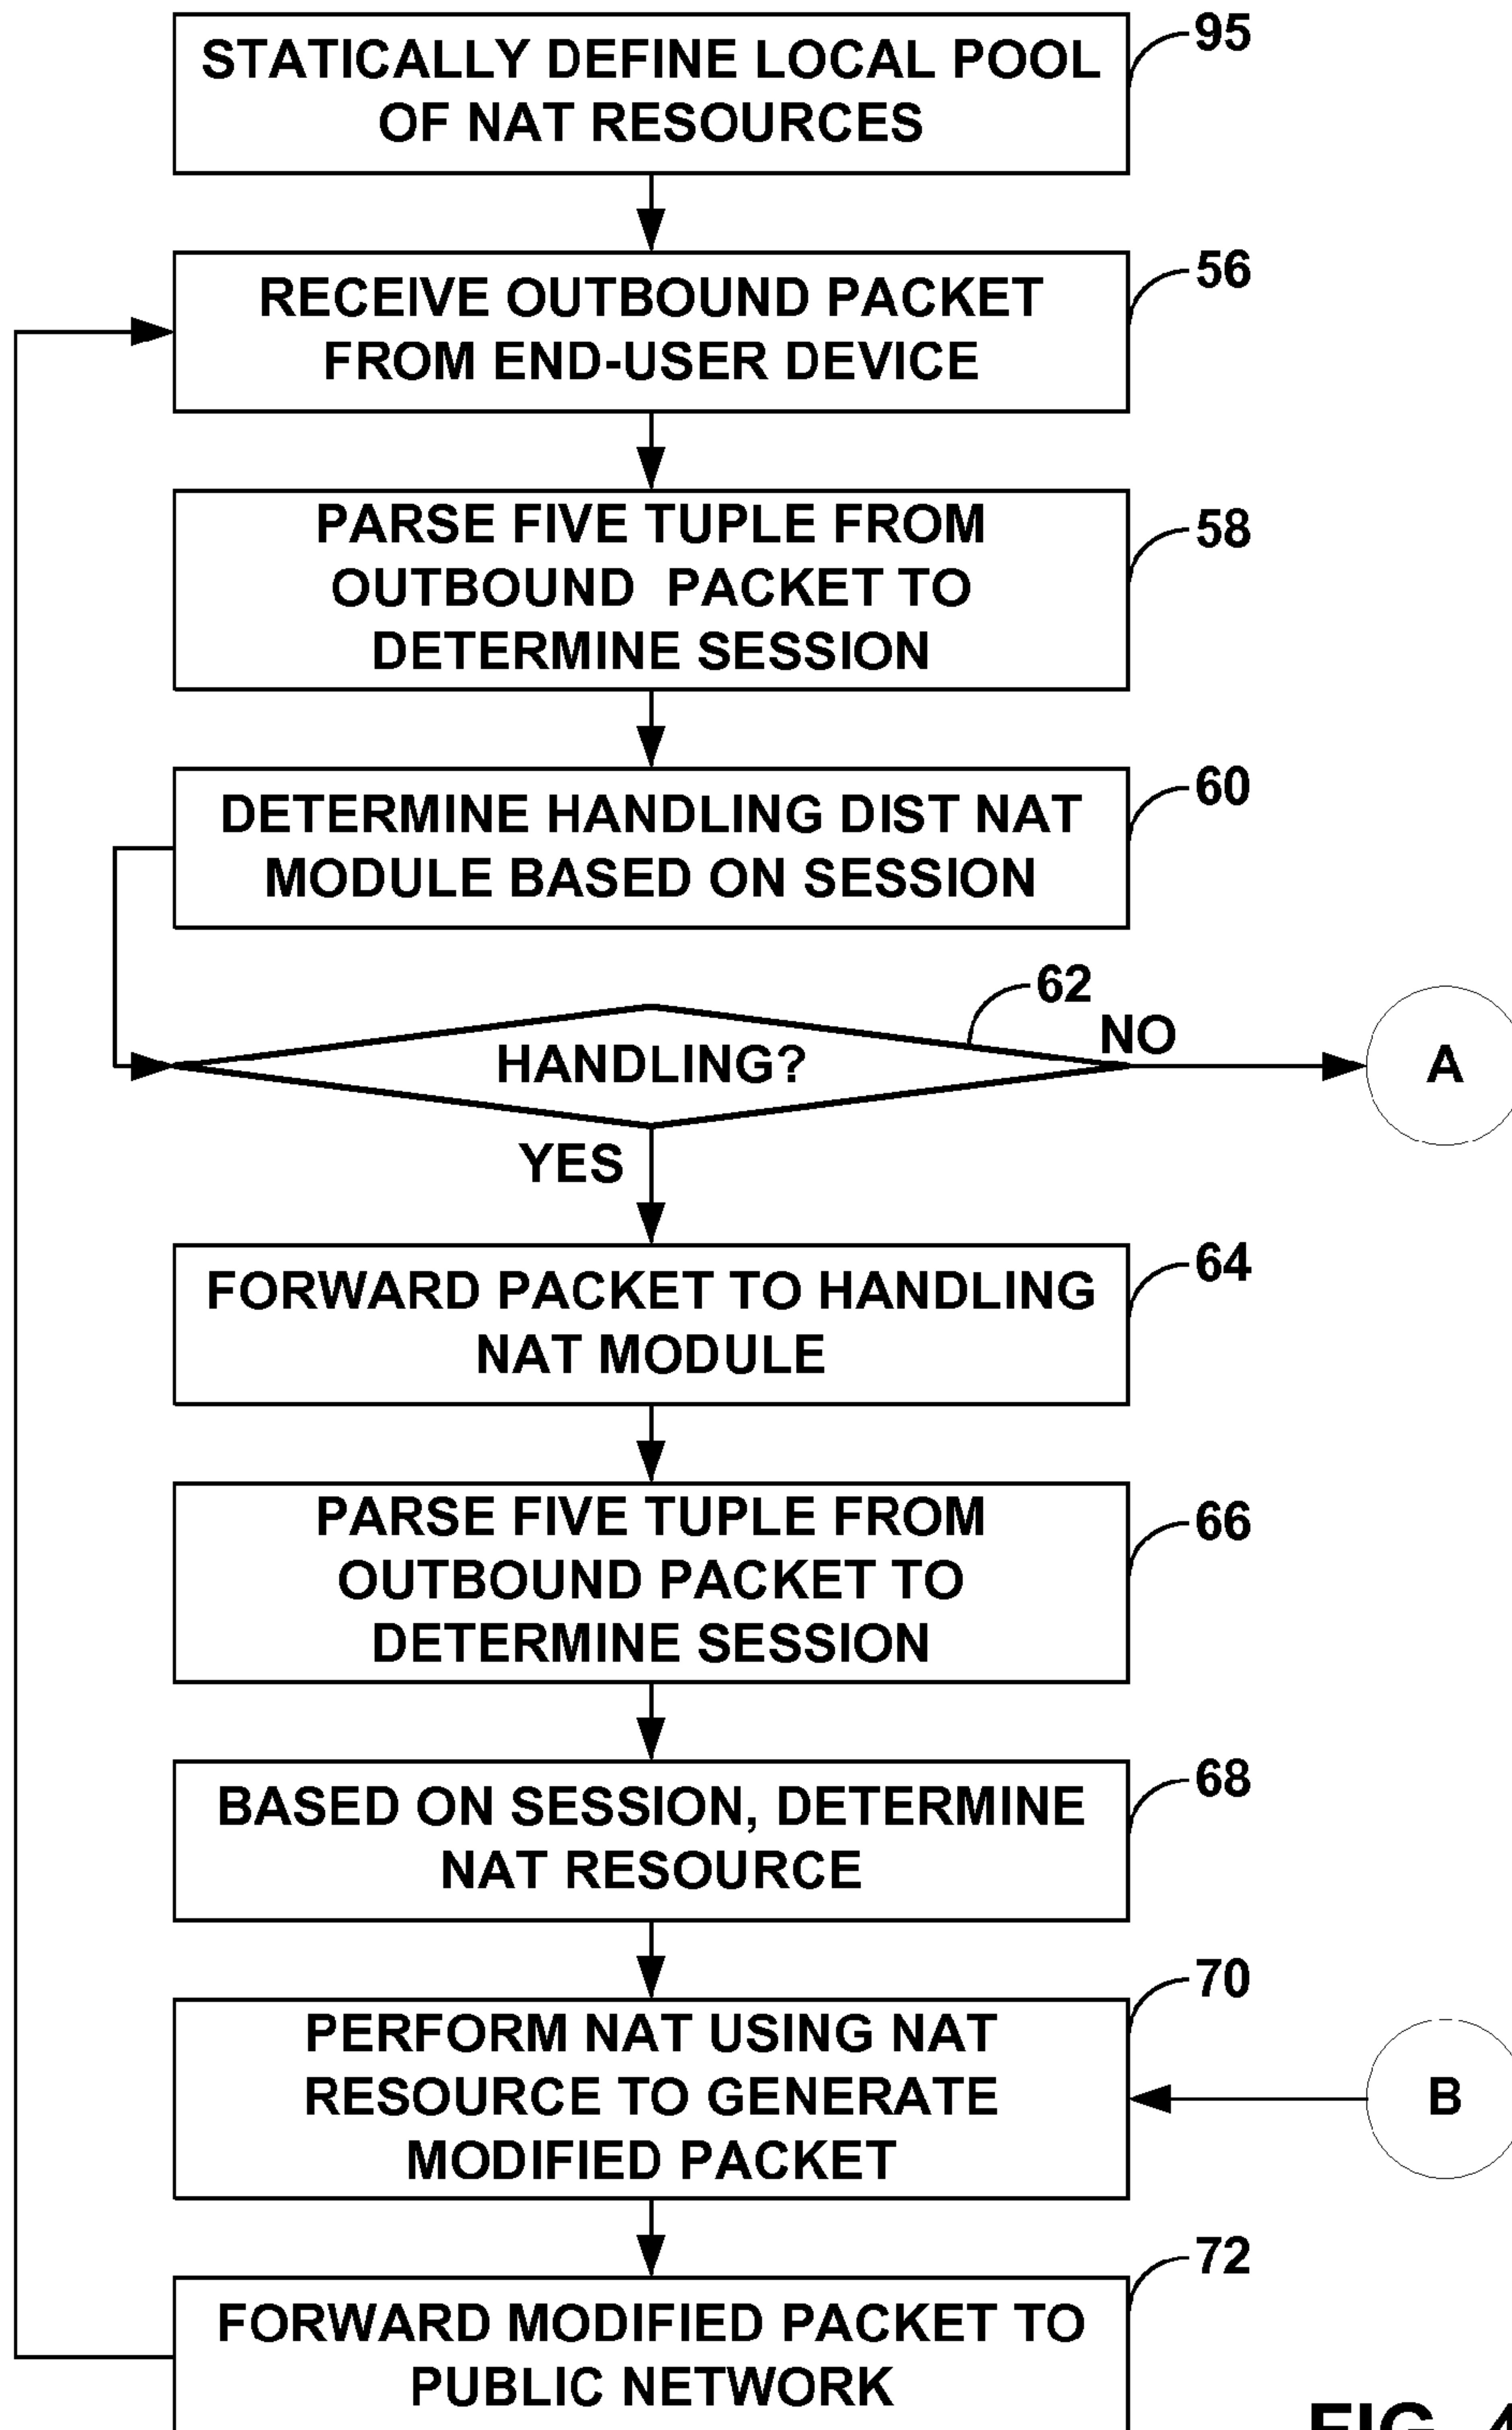 STATICALLY DEFINE LOCAL POOL
OF NAT RESOURCES
95
RECEIVE OUTBOUND PACKET
FROM END-USER DEVICE
56
PARSE FIVE TUPLE FROM
OUTBOUND PACKET TO
DETERMINE SESSION
58
DETERMINE HANDLING DIST NAT
MODULE BASED ON SESSION
60
HANDLING?
62
NO
A
YES
FORWARD PACKET TO HANDLING
NAT MODULE
64
PARSE FIVE TUPLE FROM
OUTBOUND PACKET TO
DETERMINE SESSION
66
BASED ON SESSION, DETERMINE
NAT RESOURCE
68
PERFORM NAT USING NAT
RESOURCE TO GENERATE
MODIFIED PACKET
70
B
FORWARD MODIFIED PACKET TO
PUBLIC NETWORK
72
FIG. 4